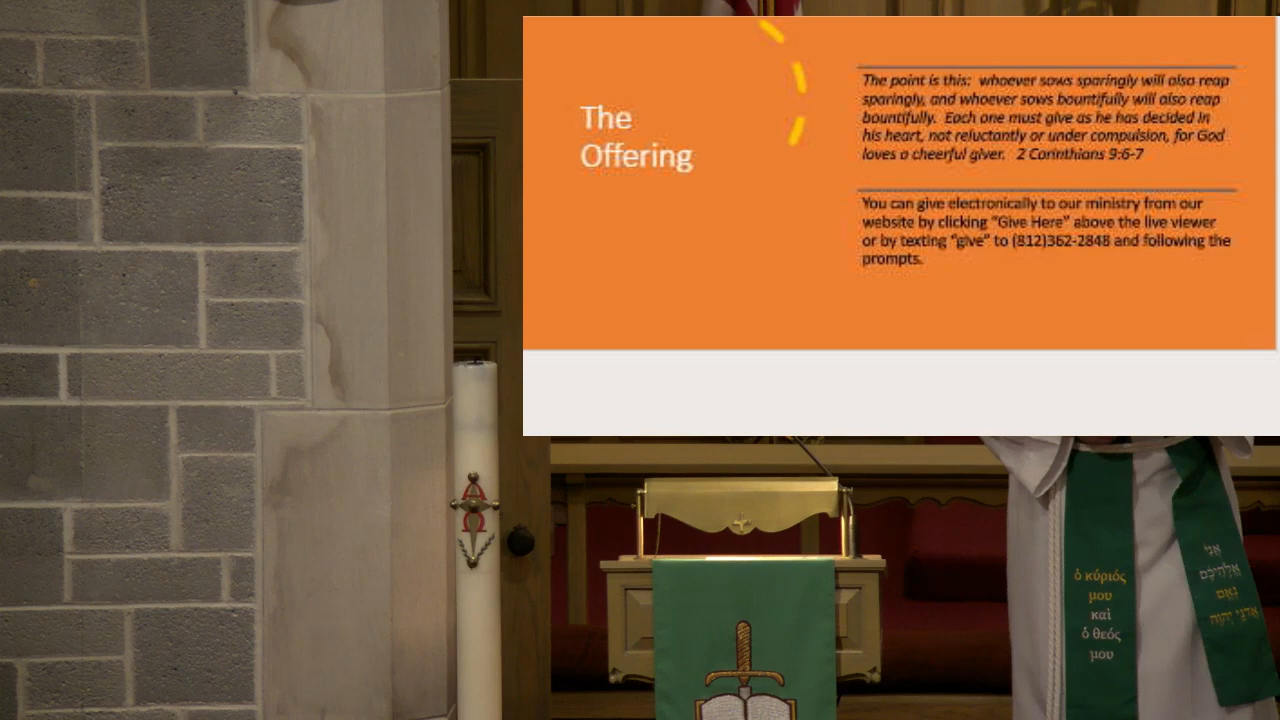 The
Offering
The point is this: whoever sows sparingly will also reap
sparingly, and whoever sows bountifully will also reap
bountifully. Each one must give as he has decided in
his heart, not reluctantly or under compulsion, for God
loves a cheerful giver. 2 Corinthians 9:6-7
You can give electronically to our ministry from our
website by clicking “Give Here” above the live viewer
or by texting “give” to (812)362-2848 and following the
prompts.
ὁ κύριός
μου
καὶ
ὁ θεός
μου
אֲנִי
אֱלֹהֵיכֶם
נְאֻם
אֲדֹנָי יְהוִה